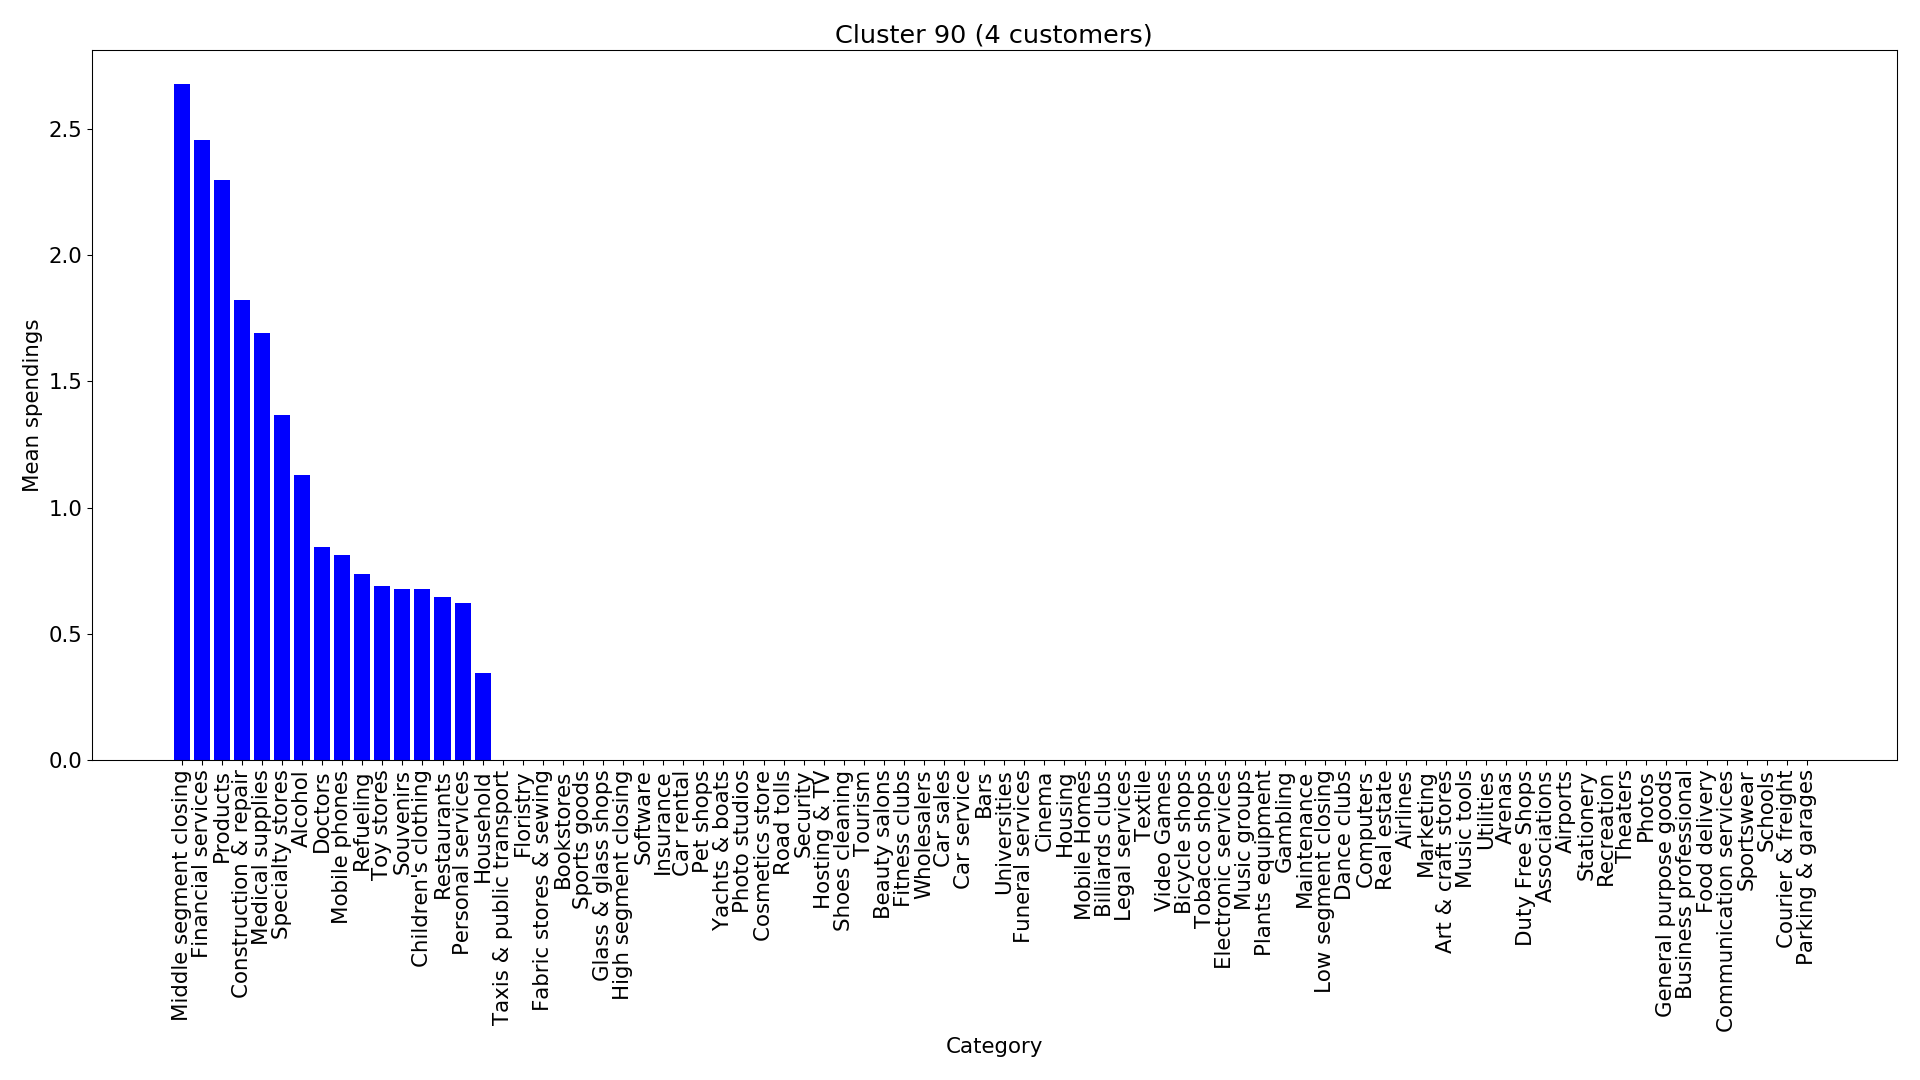 Cluster 90 (4 customers)
Mean spendings
2.5
2.0
1.5
1.0
0.5
0.0
Middle segment closing
Financial services
Products
Construction & repair
Medical supplies
Specialty stores
Alcohol
Doctors
Mobile phones
Refueling
Toy stores
Souvenirs
Children's clothing
Restaurants
Personal services
Household
Taxis & public transport
Floristry
Fabric stores & sewing
Bookstores
Sports goods
Glass & glass shops
High segment closing
Software
Insurance
Car rental
Pet shops
Yachts & boats
Photo studios
Cosmetics store
Road tolls
Security
Hosting & TV
Shoes cleaning
Tourism
Beauty salons
Fitness clubs
Wholesalers
Car sales
Car service
Bars
Universities
Funeral services
Cinema
Housing
Mobile Homes
Billiards clubs
Legal services
Textile
Video Games
Bicycle shops
Tobacco shops
Electronic services
Music groups
Plants equipment
Gambling
Maintenance
Low segment closing
Dance clubs
Computers
Real estate
Airlines
Marketing
Art & craft stores
Music tools
Utilities
Arenas
Duty Free Shops
Associations
Airports
Stationery
Recreation
Theaters
Photos
General purpose goods
Business professional
Food delivery
Communication services
Sportswear
Schools
Courier & freight
Parking & garages
Category